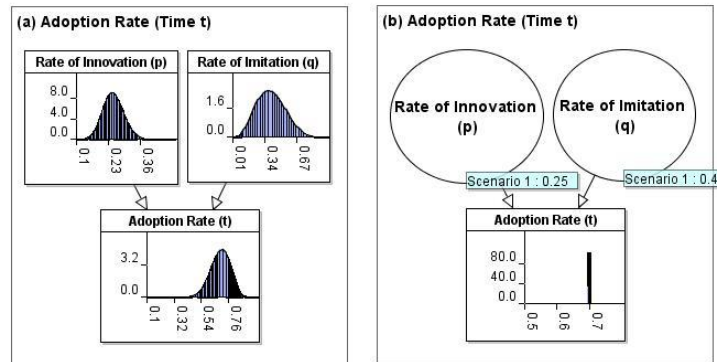 (a) Adoption Rate (Time t)
Rate of Innovation (p)
8.0
4.0
0.0
0.1
0.23
0.36
Rate of Imitation (q)
1.6
0.0
0.01
0.34
0.67
Adoption Rate (t)
3.2
0.0
0.1
0.32
0.54
0.76
(b) Adoption Rate (Time t)
Rate of Innovation
(p)
Scenario 1 : 0.25
Rate of Imitation
(q)
Scenario 1 : 0.4
Adoption Rate (t)
80.0
40.0
0.0
0.5
0.6
0.7